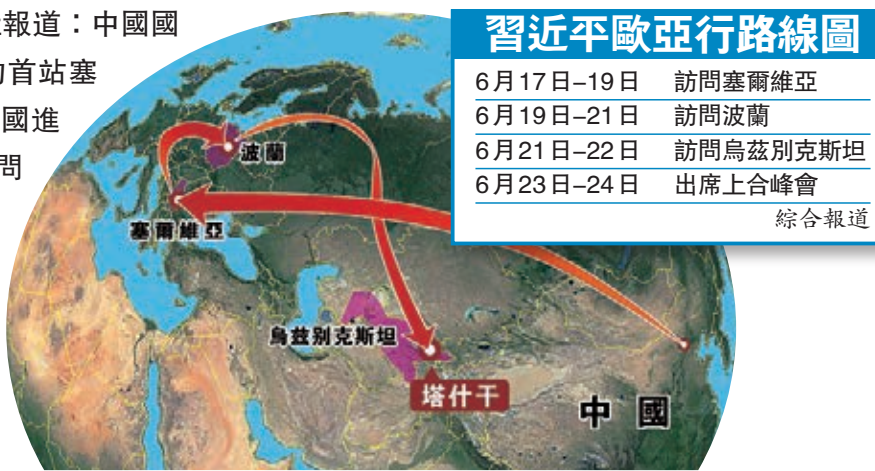 報道：中國國
首站塞
國進
問
習近平歐亞行路線圖
6月17日–19日 訪問塞爾維亞
6月19日–21日 訪問波蘭
6月21日–22日 訪問烏茲別克斯坦
6月23日–24日 出席上合峰會
綜合報道
波蘭
塞爾維亞
烏茲別克斯坦
塔什干
中國